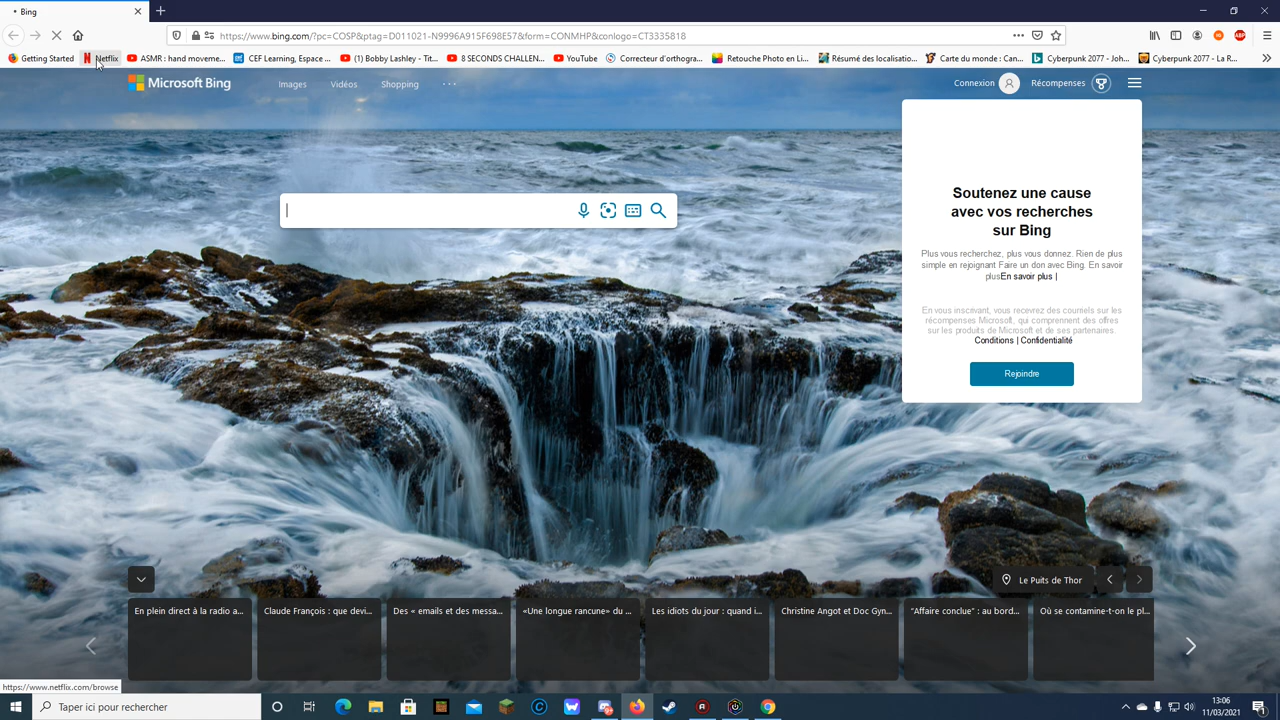 Bing
https://www.bing.com/?pc=COSP&ptag=D011021-N9996A915F698E57&form=CONMHP&conlogo=CT3335818
Getting Started Netflix ASMR : hand moveme... CEF Learning, Espace ... (1) Bobby Lashley - Tit... 8 SECONDS CHALLEN... YouTube Correcteur d'orthogra... Retouche Photo en Li... Résumé des localisatio... Carte du monde : Can... Cyberpunk 2077 - Joh... Cyberpunk 2077 - La R...
Microsoft Bing Images Vidéos Shopping ... Connexion Récompenses
Soutenez une cause
avec vos recherches
sur Bing
Plus vous recherchez, plus vous donnez. Rien de plus
simple en rejoignant Faire un don avec Bing. En savoir
plusEn savoir plus |
En vous inscrivant, vous recevrez des courriels sur les
récompenses Microsoft, qui comprennent des offres
sur les produits de Microsoft et de ses partenaires.
Conditions | Confidentialité
Rejoindre
Le Puits de Thor
En plein direct à la radio a... Claude François : que devi... Des « emails et des messa... «Une longue rancune» du ... Les idiots du jour : quand i... Christine Angot et Doc Gyn... "Affaire conclue" : au bord... Où se contamine-t-on le pl...
https://www.netflix.com/browse
Taper ici pour rechercher
13:06
11/03/2021